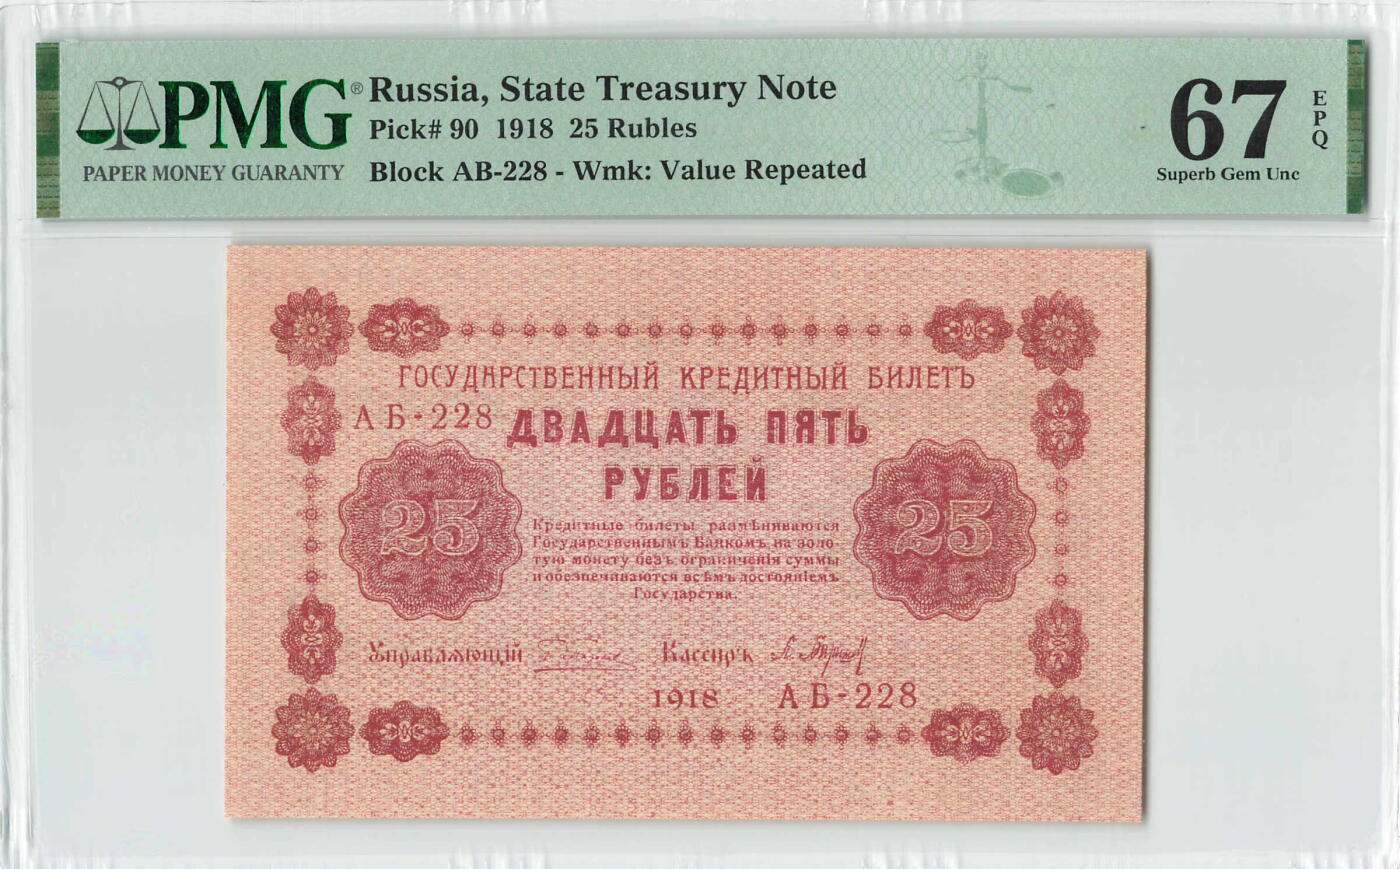 PMG®
PAPER MONEY GUARANTY
Russia, State Treasury Note
Pick# 90 1918 25 Rubles
Block AB-228 - Wmk: Value Repeated
67
EPQ
Superb Gem Unc
ГОСУДАРСТВЕННЫЙ КРЕДИТНЫЙ БИЛЕТЪ
АБ-228
ДВАДЦАТЬ ПЯТЬ
РУБЛЕЙ
25
25
Кредитные билеты размѣниваются
Государственнымъ Банкомъ на золо-
тую монету безъ ограниченія суммы
и обезпечиваются всѣмъ достояніемъ
Государства.
Управляющій
Кассиръ
1918 АБ-228